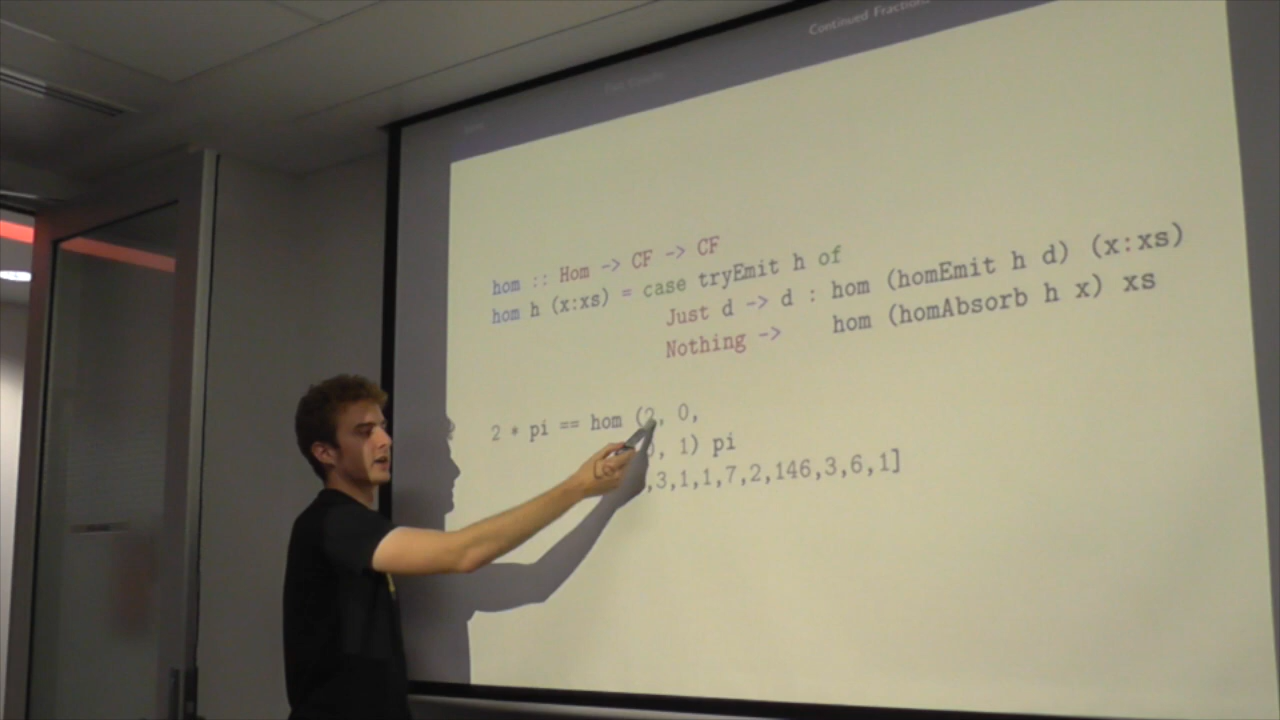 Continued Fractions
hom :: Hom -> CF -> CF
hom h (x:xs) = case tryEmit h of
Just d -> d : hom (homEmit h d) (x:xs)
Nothing -> hom (homAbsorb h x) xs
2 * pi == hom (2, 0,
, 1) pi
,3,1,1,7,2,146,3,6,1]